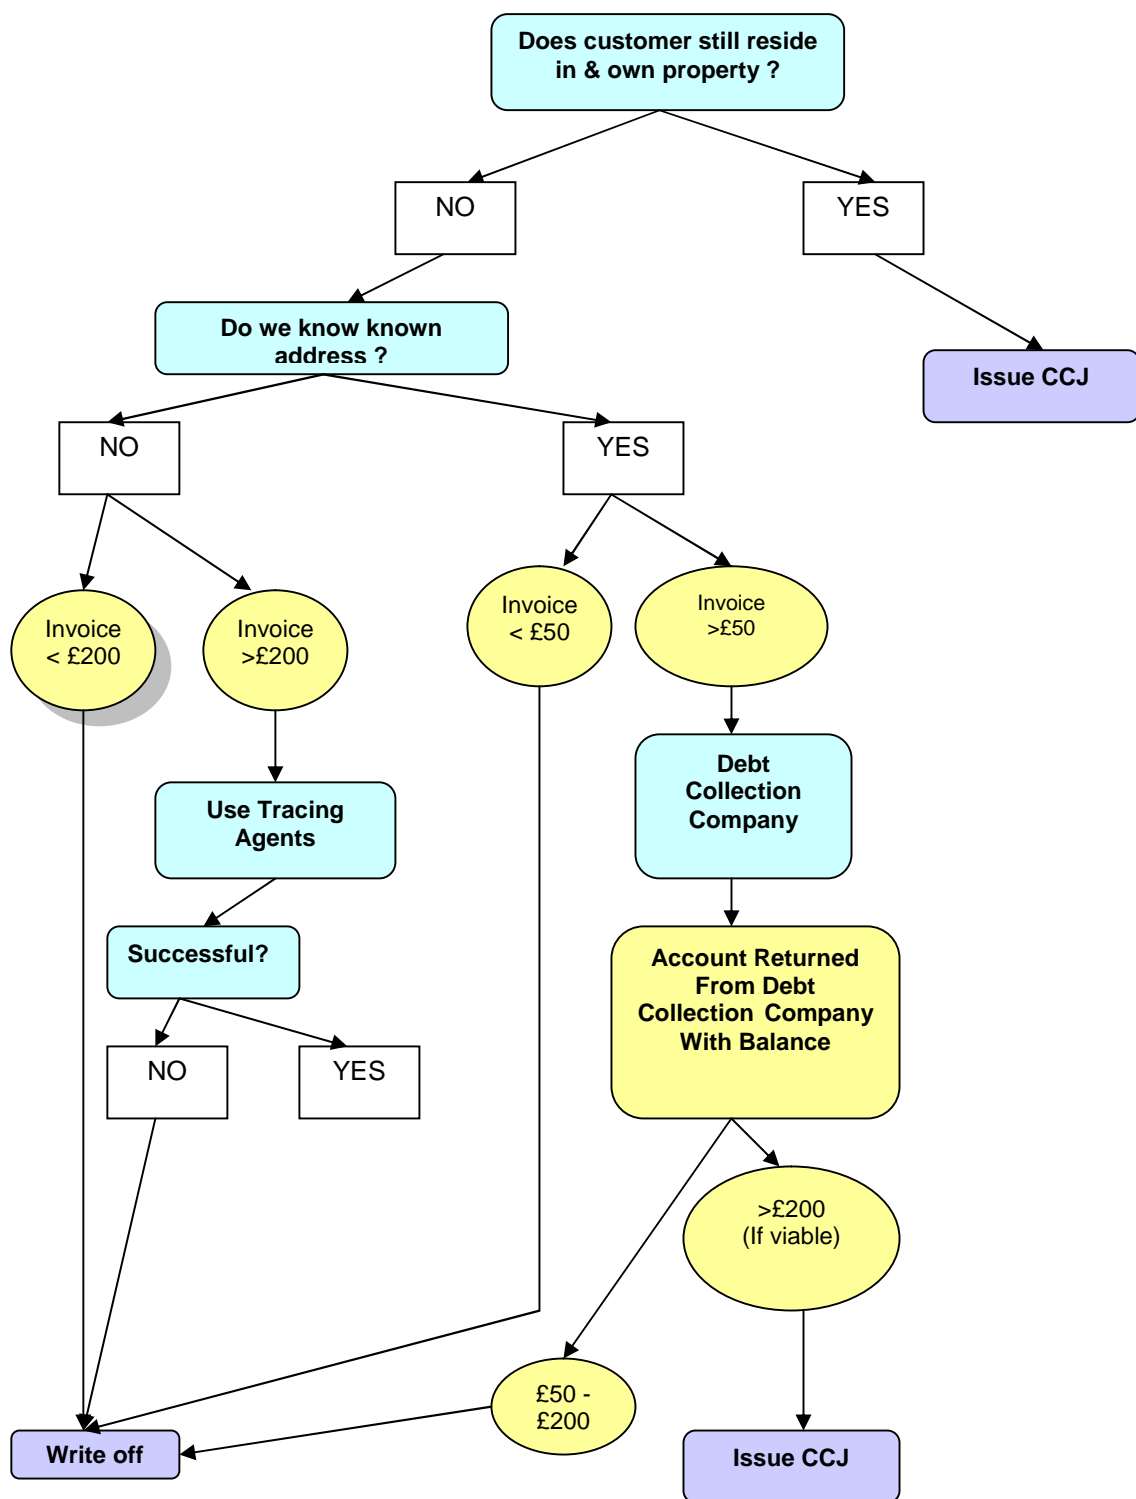 Does customer still reside
in & own property ?
NO
YES
Do we know known
address ?
Issue CCJ
NO
YES
Invoice
< £200
Invoice
>£200
Invoice
< £50
Invoice
>£50
Use Tracing
Agents
Debt
Collection
Company
Successful?
Account Returned
From Debt
Collection Company
With Balance
NO
YES
>£200
(If viable)
£50 -
£200
Write off
Issue CCJ